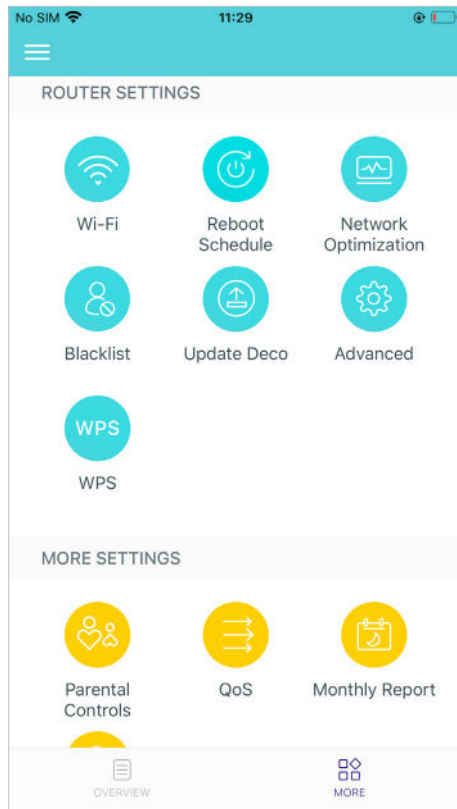 No SIM 11:29
ROUTER SETTINGS
Wi-Fi Reboot Schedule Network Optimization
Blacklist Update Deco Advanced
WPS
WPS
MORE SETTINGS
Parental Controls QoS Monthly Report
OVERVIEW MORE